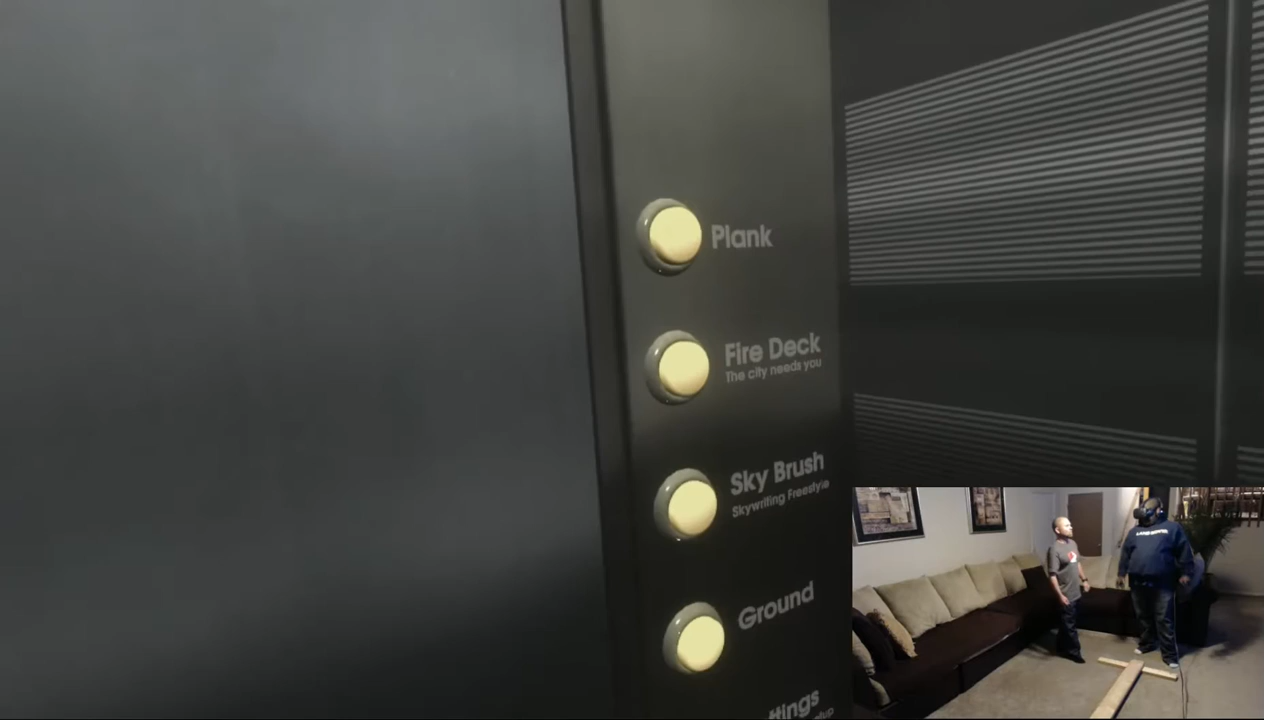 Plank
Fire Deck
The city needs you
Sky Brush
Skywriting Freestyle
Ground